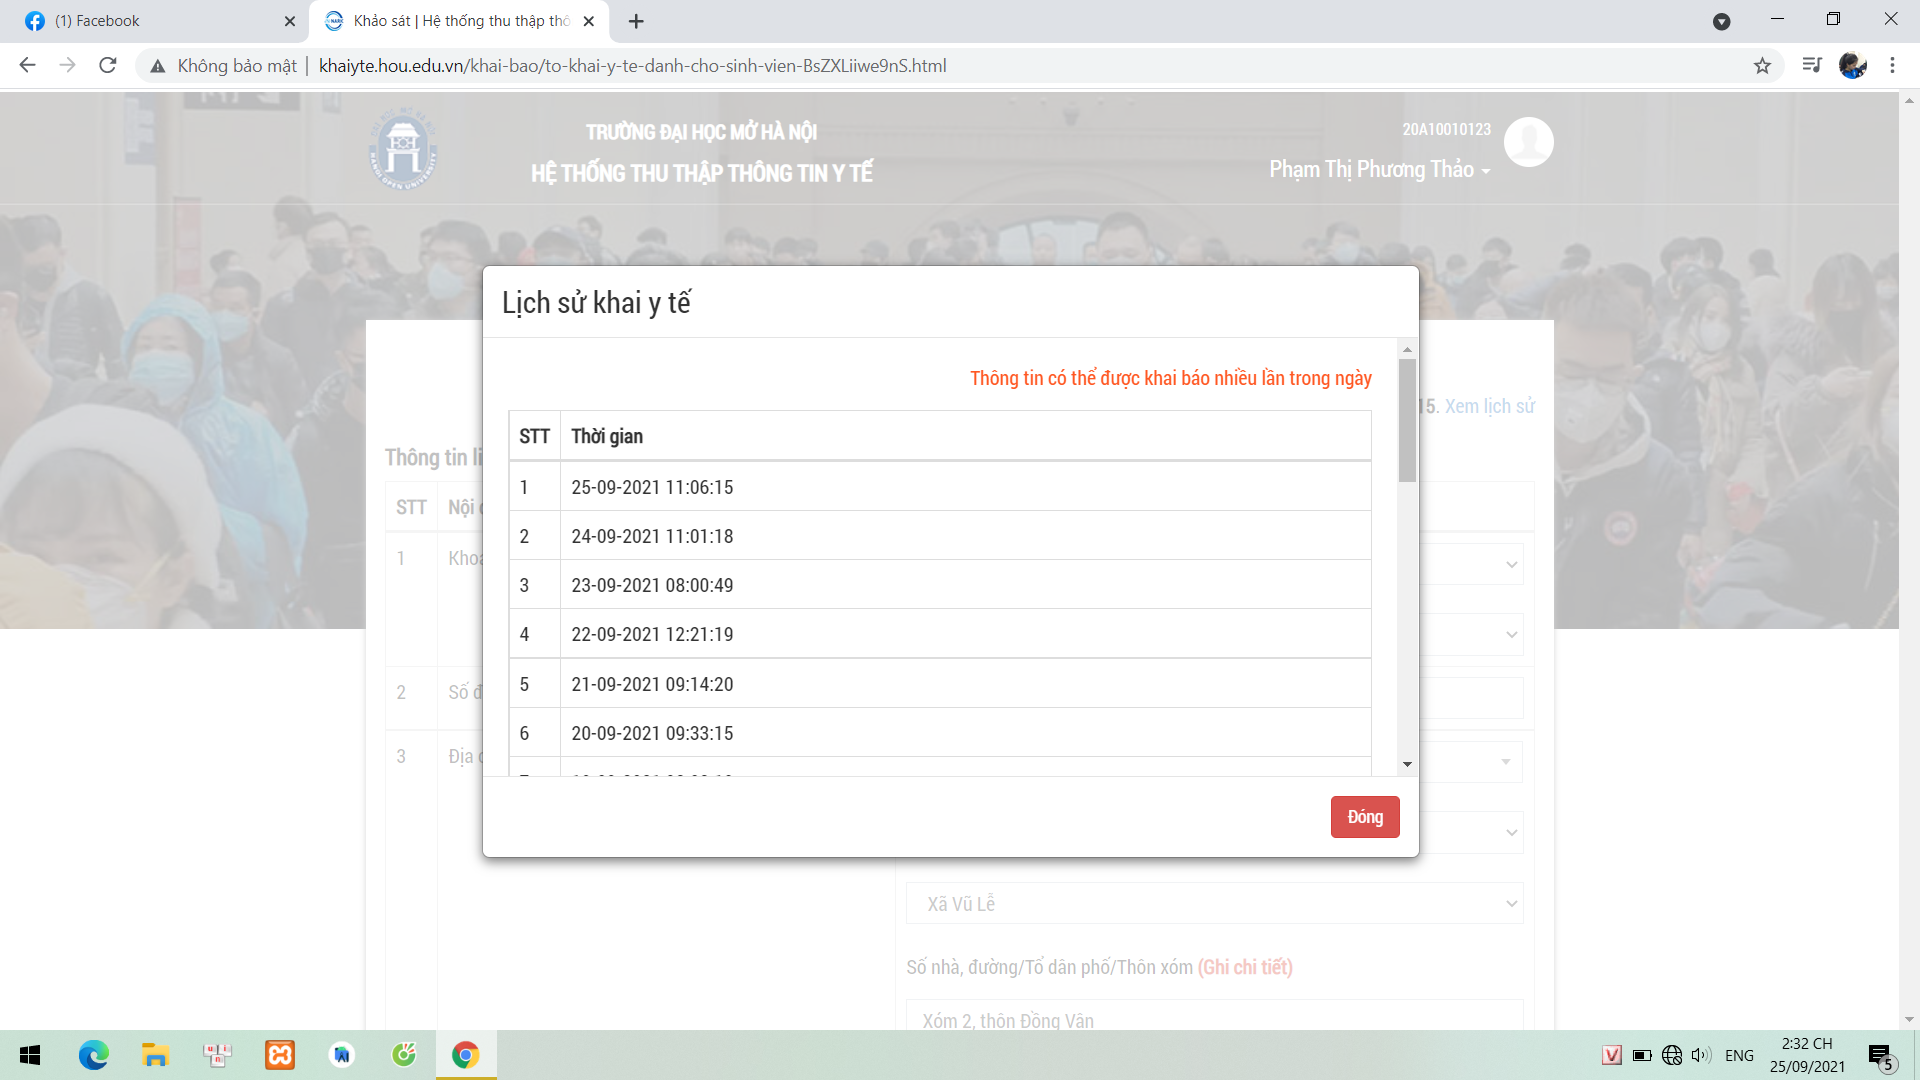 (1) Facebook
Khảo sát | Hệ thống thu thập thô
Không bảo mật | khaiyte.hou.edu.vn/khai-bao/to-khai-y-te-danh-cho-sinh-vien-BsZXLiiwe9nS.html
HANOI OPEN UNIVERSITY
TRƯỜNG ĐẠI HỌC MỞ HÀ NỘI
HỆ THỐNG THU THẬP THÔNG TIN Y TẾ
20A10010123
Phạm Thị Phương Thảo
Lịch sử khai y tế
Thông tin có thể được khai báo nhiều lần trong ngày
15. Xem lịch sử
STT Thời gian
1 25-09-2021 11:06:15
2 24-09-2021 11:01:18
3 23-09-2021 08:00:49
4 22-09-2021 12:21:19
5 21-09-2021 09:14:20
6 20-09-2021 09:33:15
Đóng
Thông tin li
STT Nội
1 Khoa
2 Số đ
3 Địa
Xã Vũ Lễ
Số nhà, đường/Tổ dân phố/Thôn xóm (Ghi chi tiết)
Xóm 2, thôn Đồng Vân
ENG
2:32 CH
25/09/2021
5